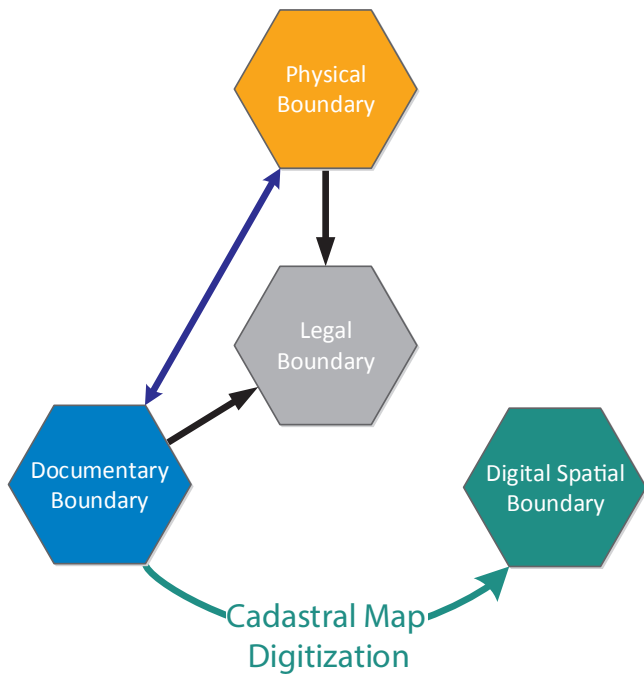 Physical
Boundary
Legal
Boundary
Documentary
Boundary
Digital Spatial
Boundary
Cadastral Map
Digitization